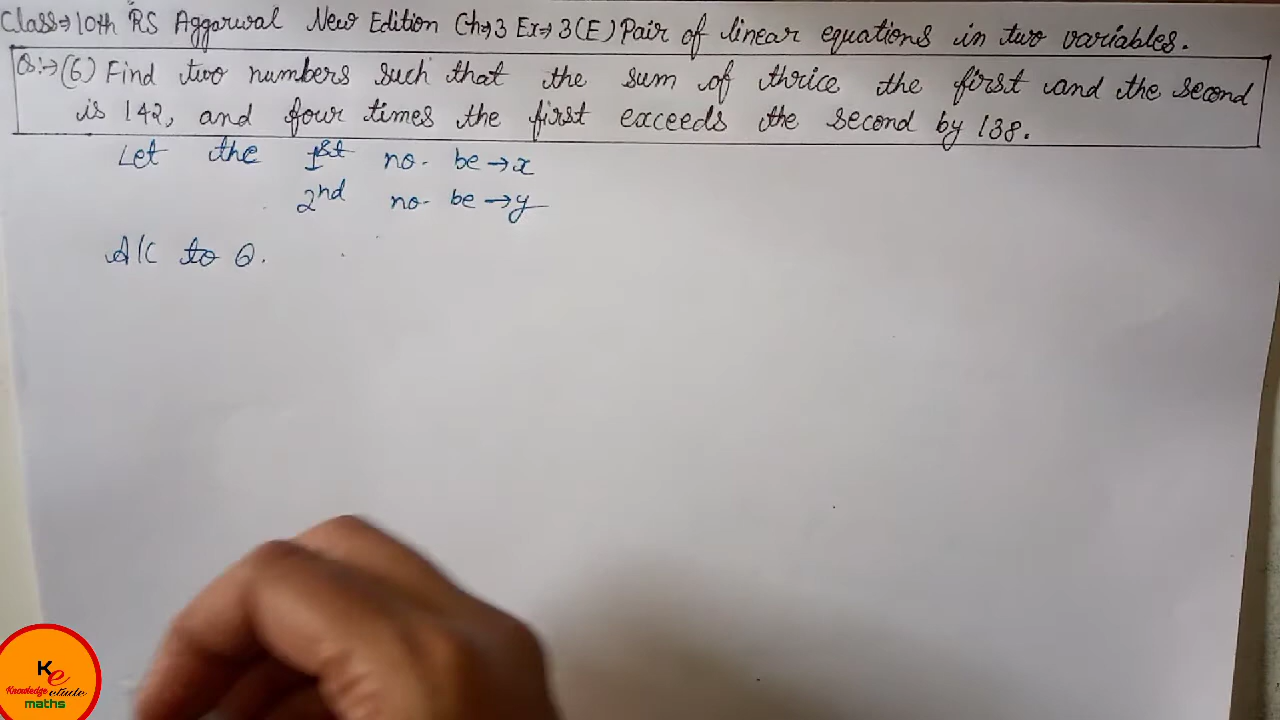 Class→10th RS Aggarwal New Edition Ch→3 Ex→3(E) Pair of linear equations in two variables.
Q:→(6) Find two numbers such that the sum of thrice the first and the second
is 142, and four times the first exceeds the second by 138.
Let the 1st no. be→x
2nd no. be→y
A/C to Q.
Ke
Knowledge etude
maths